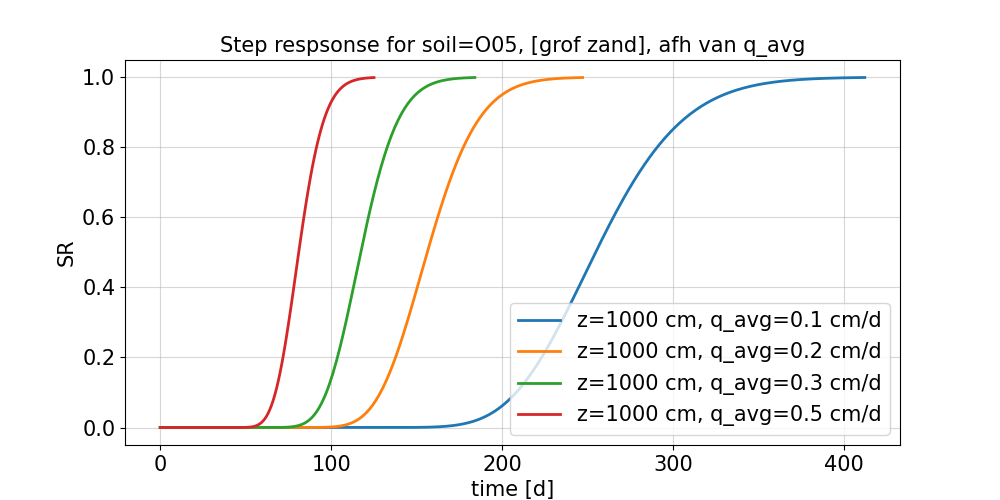 Step respsonse for soil=O05, [grof zand], afh van q_avg
1.0
0.8
0.6
0.4
0.2
0.0
SR
z=1000 cm, q_avg=0.1 cm/d
z=1000 cm, q_avg=0.2 cm/d
z=1000 cm, q_avg=0.3 cm/d
z=1000 cm, q_avg=0.5 cm/d
0 100 200 300 400
time [d]